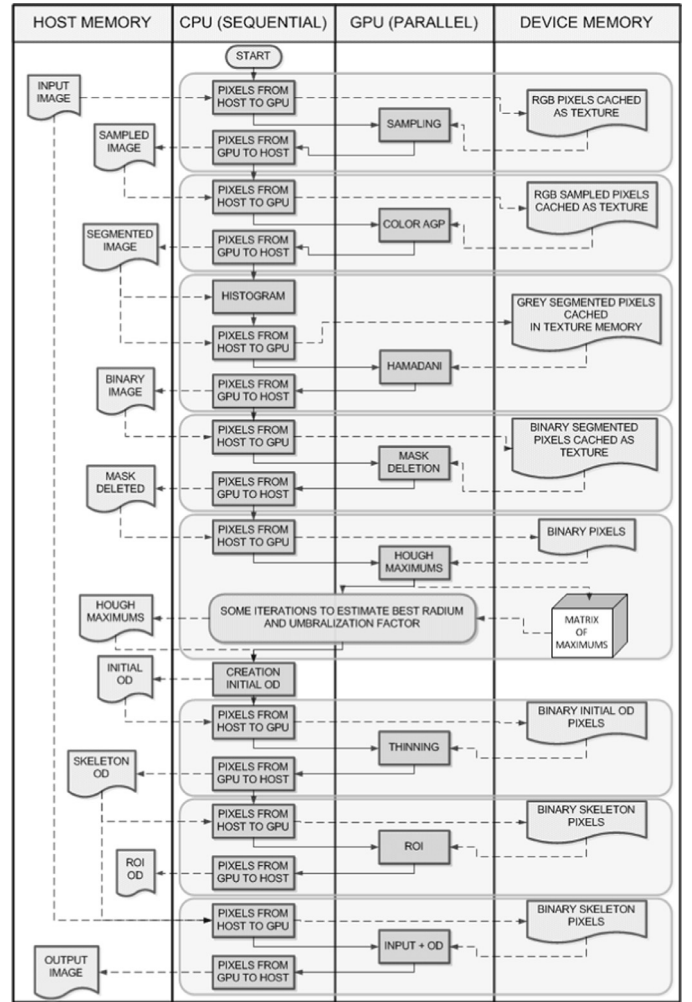 HOST MEMORY
CPU (SEQUENTIAL)
GPU (PARALLEL)
DEVICE MEMORY
START
INPUT
IMAGE
PIXELS FROM
HOST TO GPU
RGB PIXELS CACHED
AS TEXTURE
SAMPLING
SAMPLED
IMAGE
PIXELS FROM
GPU TO HOST
PIXELS FROM
HOST TO GPU
RGB SAMPLED PIXELS
CACHED AS TEXTURE
COLOR AGP
SEGMENTED
IMAGE
PIXELS FROM
GPU TO HOST
HISTOGRAM
GREY SEGMENTED PIXELS
CACHED
IN TEXTURE MEMORY
PIXELS FROM
HOST TO GPU
HAMADANI
BINARY
IMAGE
PIXELS FROM
GPU TO HOST
PIXELS FROM
HOST TO GPU
BINARY SEGMENTED
PIXELS CACHED AS
TEXTURE
MASK
DELETION
MASK
DELETED
PIXELS FROM
GPU TO HOST
PIXELS FROM
HOST TO GPU
BINARY PIXELS
HOUGH
MAXIMUMS
HOUGH
MAXIMUMS
SOME ITERATIONS TO ESTIMATE BEST RADIUM
AND UMBRALIZATION FACTOR
MATRIX
OF
MAXIMUMS
INITIAL
OD
CREATION
INITIAL OD
PIXELS FROM
HOST TO GPU
BINARY INITIAL OD
PIXELS
THINNING
SKELETON
OD
PIXELS FROM
GPU TO HOST
PIXELS FROM
HOST TO GPU
BINARY SKELETON
PIXELS
ROI
ROI
OD
PIXELS FROM
GPU TO HOST
PIXELS FROM
HOST TO GPU
BINARY SKELETON
PIXELS
INPUT + OD
OUTPUT
IMAGE
PIXELS FROM
GPU TO HOST